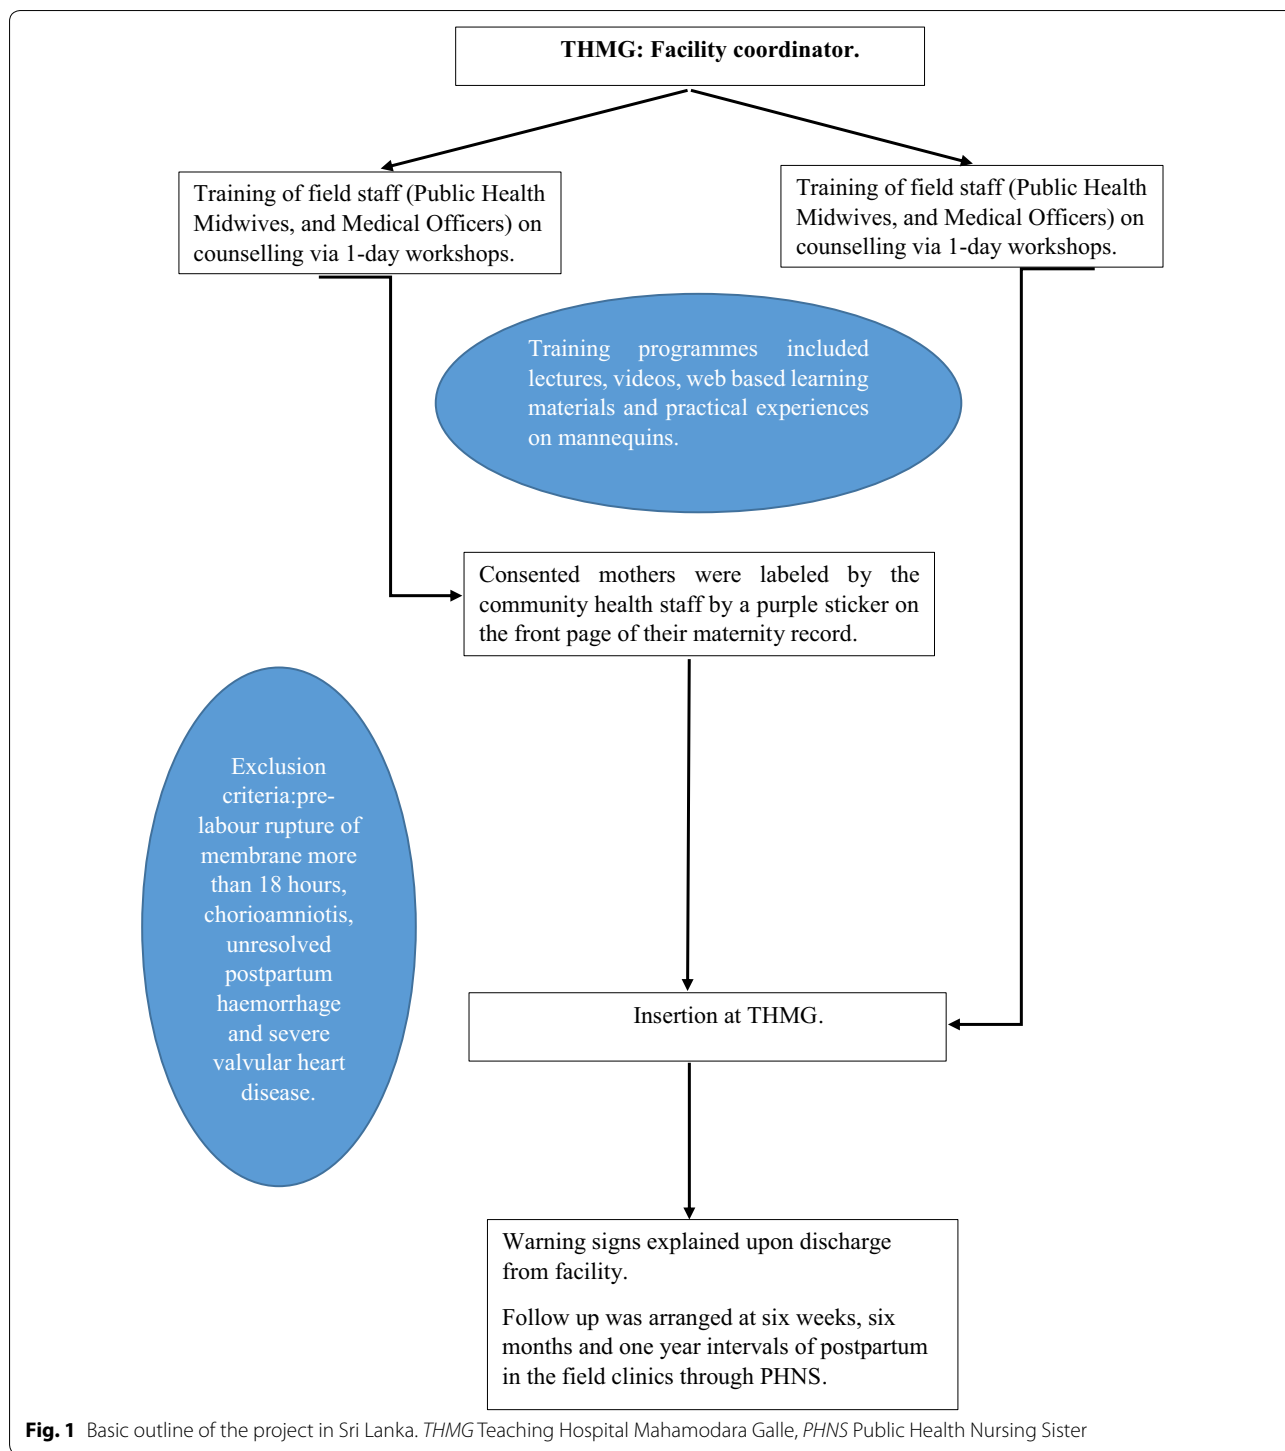 THMG: Facility coordinator.
Training of field staff (Public Health
Midwives, and Medical Officers) on
counselling via 1-day workshops.
Training of field staff (Public Health
Midwives, and Medical Officers) on
counselling via 1-day workshops.
Training programmes included
lectures, videos, web based learning
materials and practical experiences
on mannequins.
Consented mothers were labeled by the
community health staff by a purple sticker on
the front page of their maternity record.
Exclusion
criteria:pre-
labour rupture of
membrane more
than 18 hours,
chorioamniotis,
unresolved
postpartum
haemorrhage
and severe
valvular heart
disease.
Insertion at THMG.
Warning signs explained upon discharge
from facility.
Follow up was arranged at six weeks, six
months and one year intervals of postpartum
in the field clinics through PHNS.
Fig. 1 Basic outline of the project in Sri Lanka. THMG Teaching Hospital Mahamodara Galle, PHNS Public Health Nursing Sister